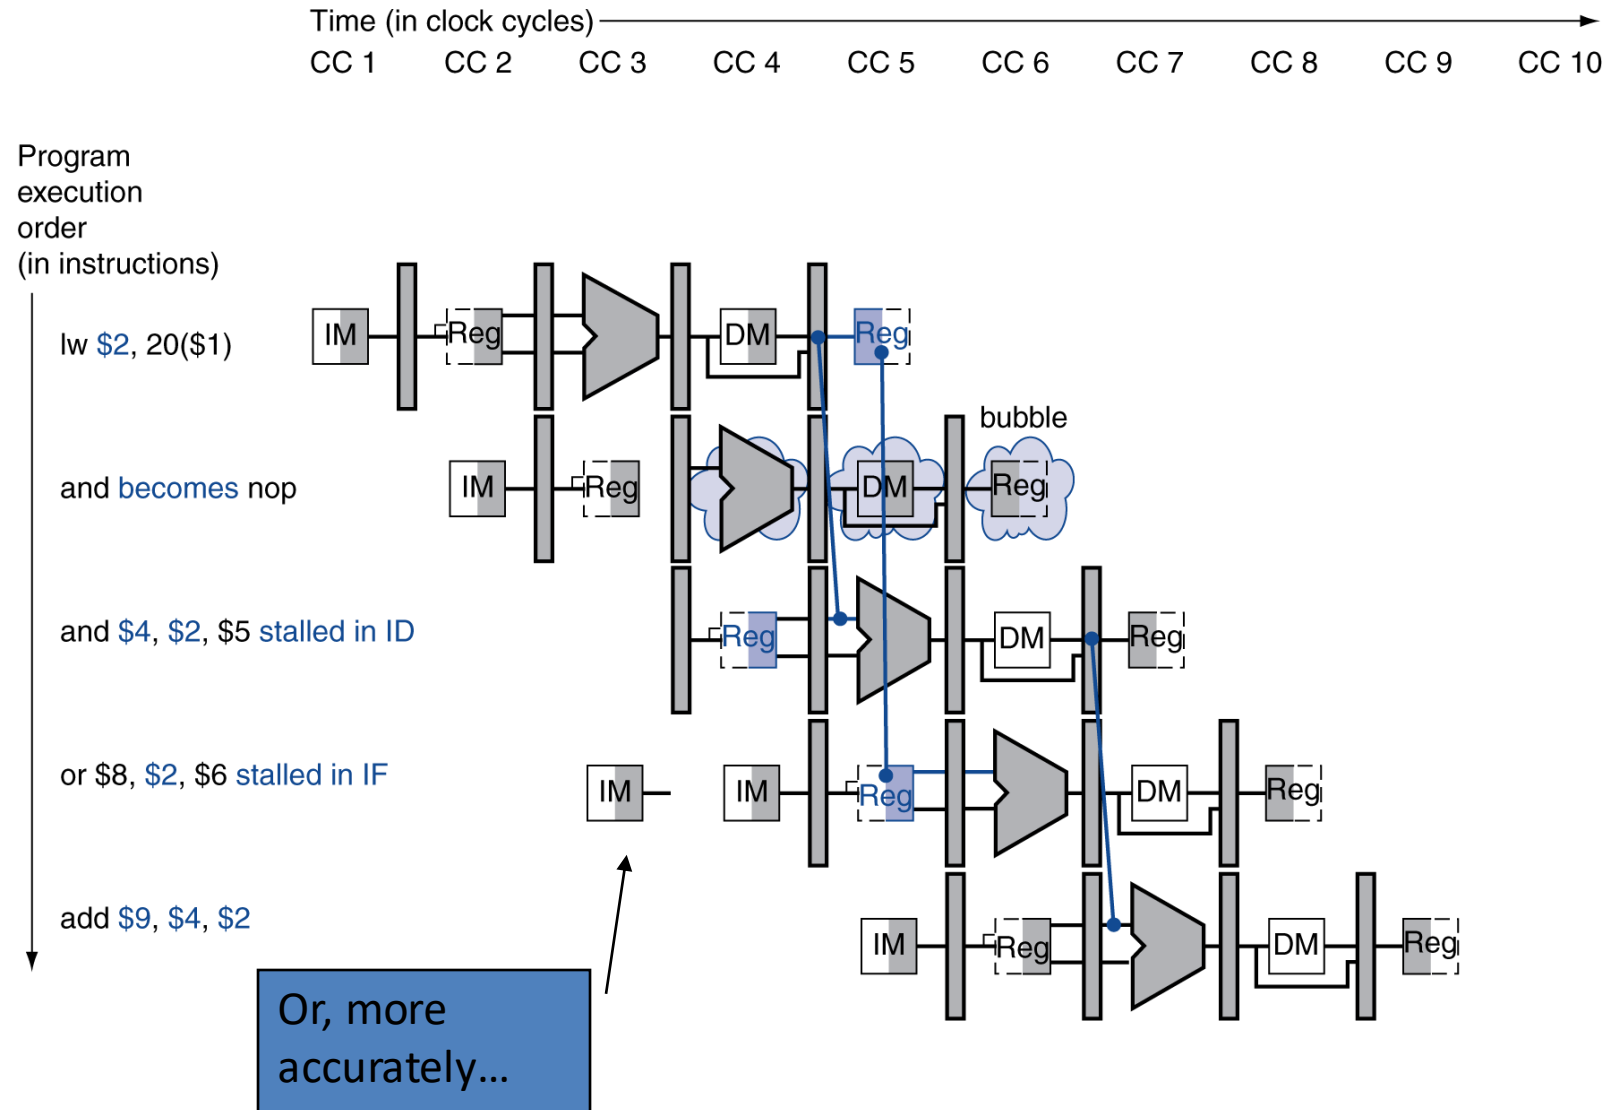 Time (in clock cycles)
CC 1 CC 2 CC 3 CC 4 CC 5 CC 6 CC 7 CC 8 CC 9 CC 10
Program
execution
order
(in instructions)
lw $2, 20($1)
IM Reg DM Reg
bubble
and becomes nop
IM Reg DM Reg
and $4, $2, $5 stalled in ID
Reg DM Reg
or $8, $2, $6 stalled in IF
IM IM Reg DM Reg
add $9, $4, $2
IM Reg DM Reg
Or, more
accurately…